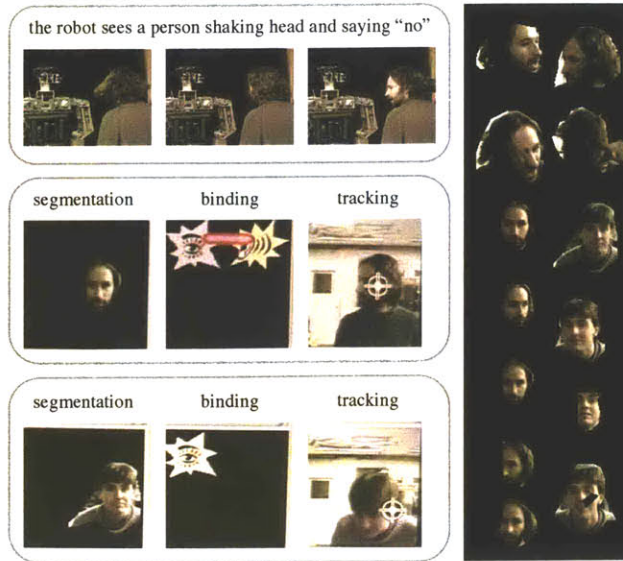 the robot sees a person shaking head and saying “no”
segmentation binding tracking
segmentation binding tracking